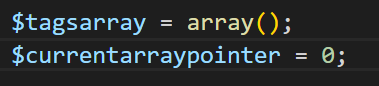 $tagsarray = array();
$currentarraypointer = 0;